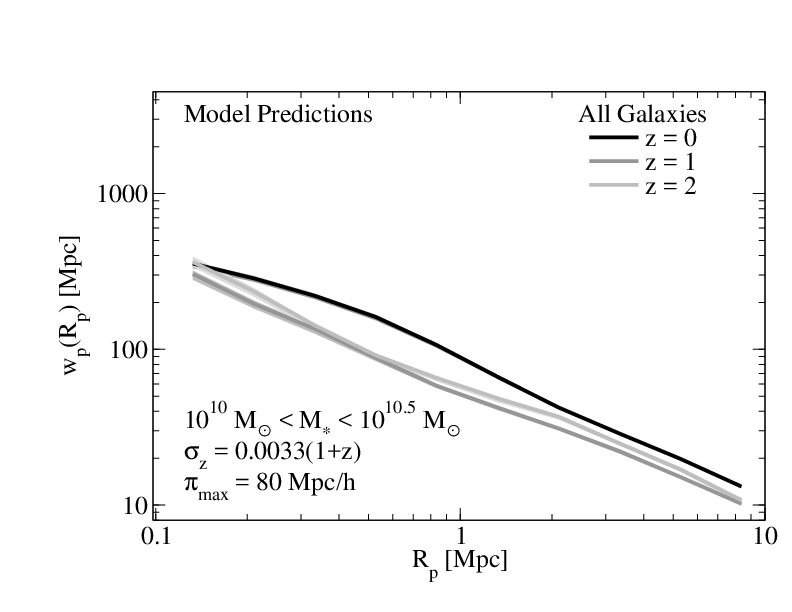 Model Predictions
All Galaxies
z = 0
z = 1
z = 2
1000
100
10
w_p(R_p) [Mpc]
10^10 M_⊙ < M_* < 10^10.5 M_⊙
σ_z = 0.0033(1+z)
π_max = 80 Mpc/h
0.1
1
10
R_p [Mpc]